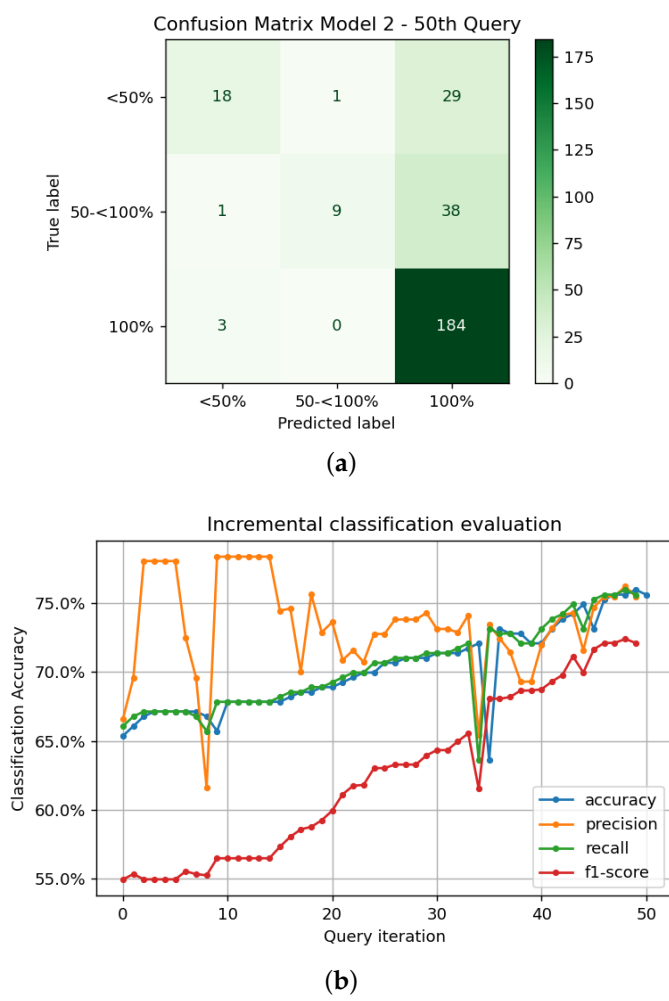 Confusion Matrix Model 2 - 50th Query
<50%
50-<100%
100%
True label
18 1 29
1 9 38
3 0 184
<50% 50-<100% 100%
Predicted label
175
150
125
100
75
50
25
0
(a)
Incremental classification evaluation
75.0%
70.0%
65.0%
60.0%
55.0%
Classification Accuracy
accuracy
precision
recall
f1-score
0 10 20 30 40 50
Query iteration
(b)